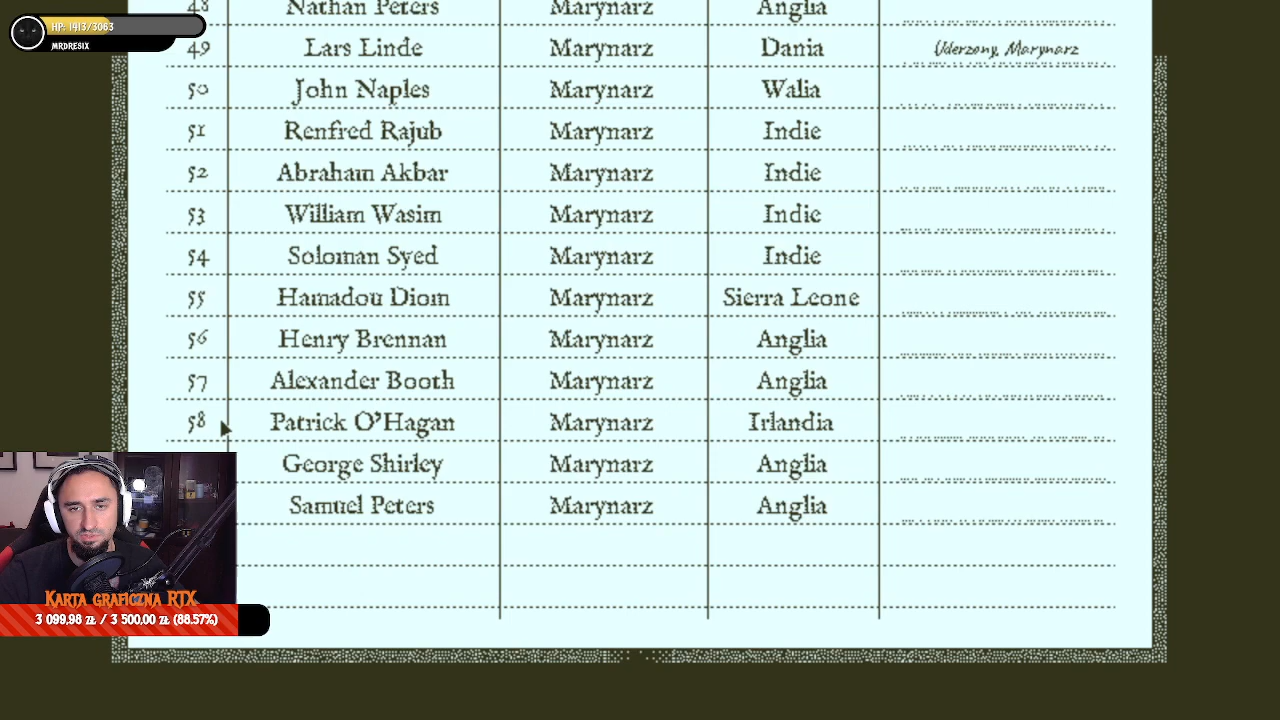 HP: 1413/3063
MRDRESIX
48 Nathan Peters Marynarz Anglia
49 Lars Linde Marynarz Dania Uderzony, Marynarz
50 John Naples Marynarz Walia
51 Renfred Rajub Marynarz Indie
52 Abraham Akbar Marynarz Indie
53 William Wasim Marynarz Indie
54 Soloman Syed Marynarz Indie
55 Hamadou Diom Marynarz Sierra Leone
56 Henry Brennan Marynarz Anglia
57 Alexander Booth Marynarz Anglia
58 Patrick O'Hagan Marynarz Irlandia
George Shirley Marynarz Anglia
Samuel Peters Marynarz Anglia
Karta graficzna RTX
3 099,98 zł / 3 500,00 zł (88.57%)